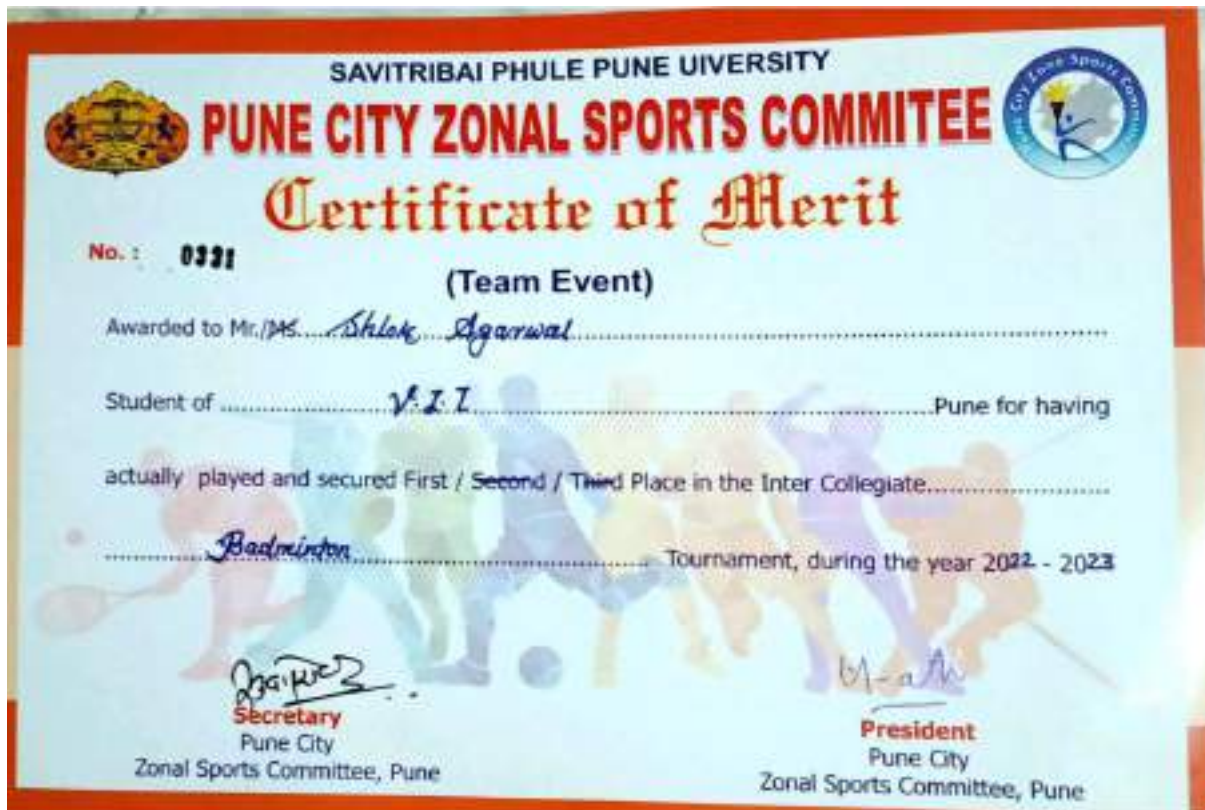 SAVITRIBAI PHULE PUNE UIVERSITY
PUNE CITY ZONAL SPORTS COMMITEE
Certificate of Merit
No. : 0331
(Team Event)
Awarded to Mr./Ms. Shlok Agarwal
Student of V.I.T Pune for having
actually played and secured First / Second / Third Place in the Inter Collegiate
Badminton Tournament, during the year 2022 - 2023
Secretary
Pune City
Zonal Sports Committee, Pune
President
Pune City
Zonal Sports Committee, Pune